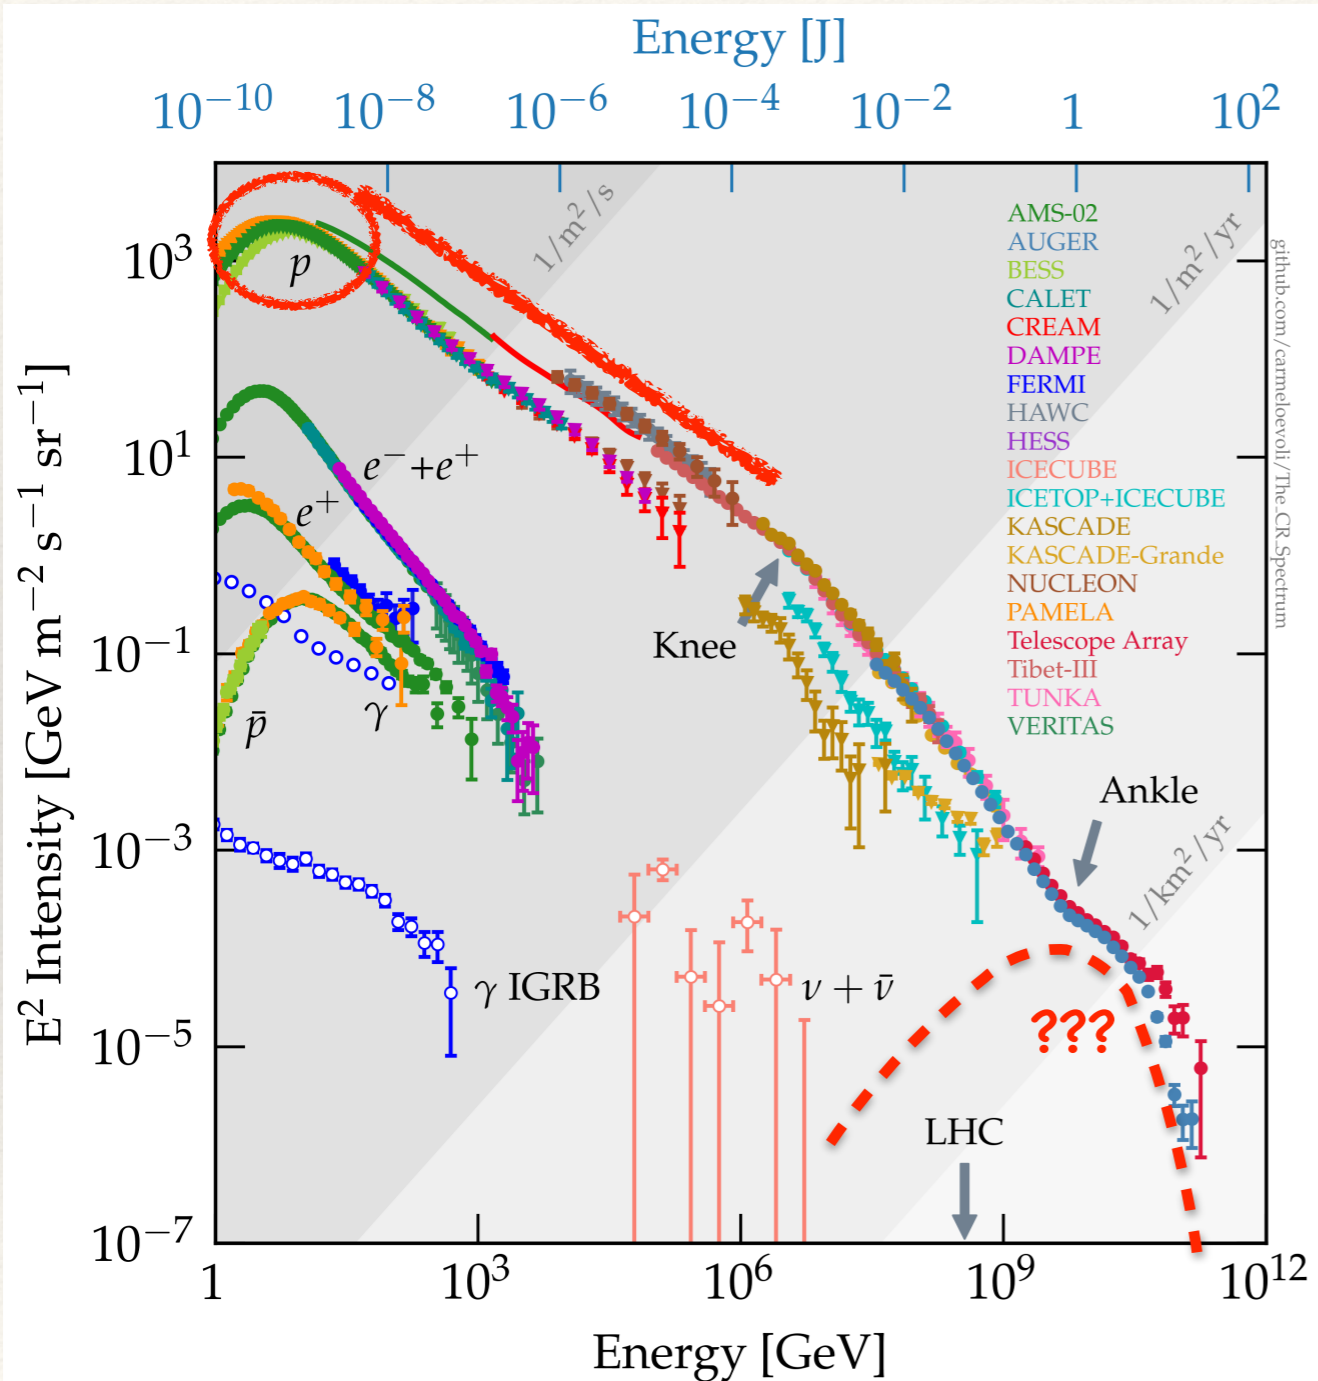 Energy [J]
10−10 10−8 10−6 10−4 10−2 1 102
1/m2/s
1/m2/yr
AMS-02
AUGER
BESS
CALET
CREAM
DAMPE
FERMI
HAWC
HESS
ICECUBE
ICETOP+ICECUBE
KASCADE
KASCADE-Grande
NUCLEON
PAMELA
Telescope Array
Tibet-III
TUNKA
VERITAS
github.com/carmeloevoli/The_CR_Spectrum
E2 Intensity [GeV m−2 s−1 sr−1]
103
101
10−1
10−3
10−5
10−7
p
e−+e+
e+
p̄
γ
Knee
Ankle
1/km2/yr
γ IGRB
ν + ν̄
???
LHC
1 103 106 109 1012
Energy [GeV]